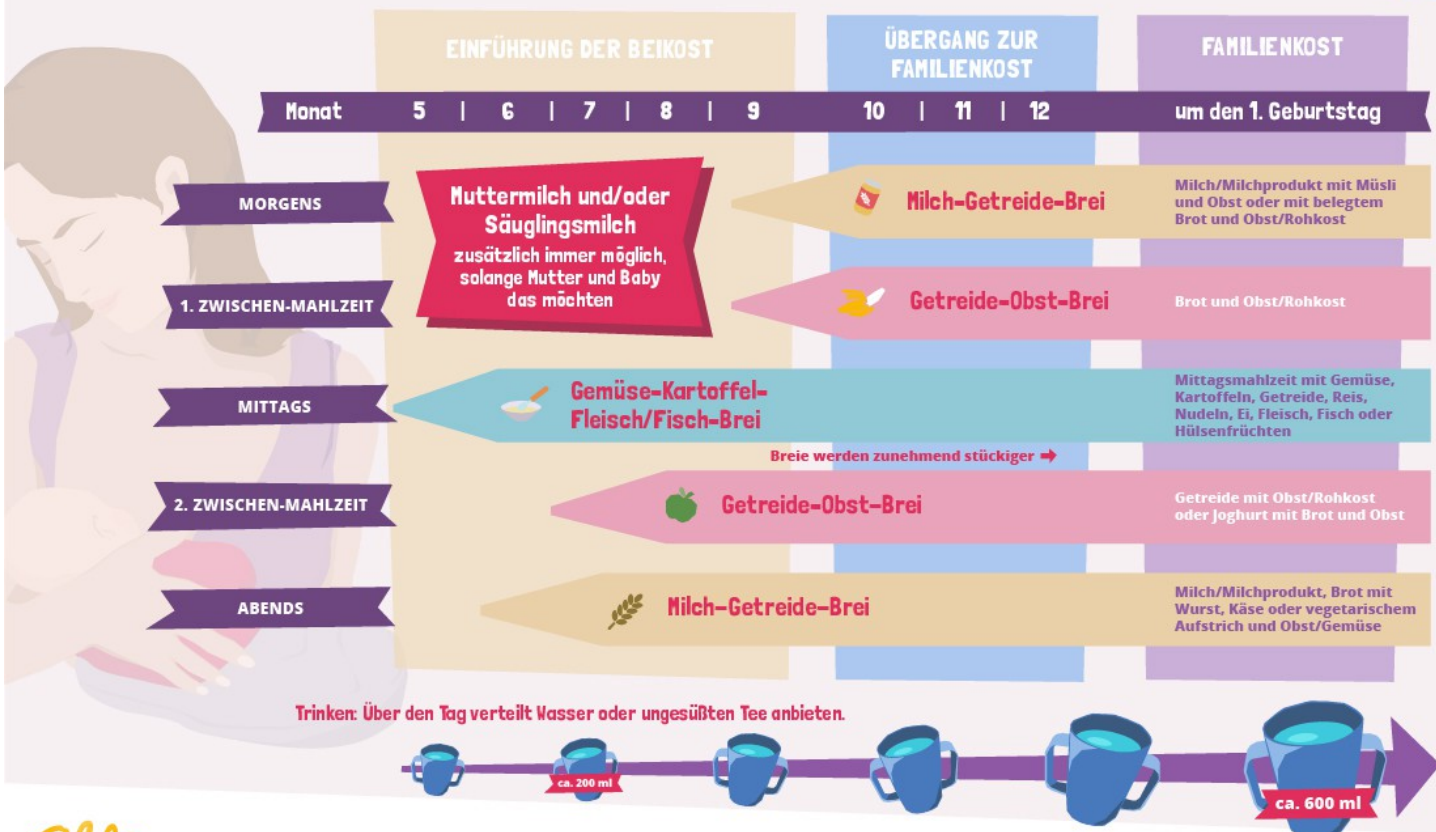 EINFÜHRUNG DER BEIKOST
ÜBERGANG ZUR
FAMILIENKOST
FAMILIENKOST
Monat 5 | 6 | 7 | 8 | 9 10 | 11 | 12 um den 1. Geburtstag
MORGENS
Muttermilch und/oder
Säuglingsmilch
zusätzlich immer möglich,
solange Mutter und Baby
das möchten
Milch-Getreide-Brei
Milch/Milchprodukt mit Müsli
und Obst oder mit belegtem
Brot und Obst/Rohkost
1. ZWISCHEN-MAHLZEIT
Getreide-Obst-Brei
Brot und Obst/Rohkost
MITTAGS
Gemüse-Kartoffel-
Fleisch/Fisch-Brei
Mittagsmahlzeit mit Gemüse,
Kartoffeln, Getreide, Reis,
Nudeln, Ei, Fleisch, Fisch oder
Hülsenfrüchten
Breie werden zunehmend stückiger ➡
2. ZWISCHEN-MAHLZEIT
Getreide-Obst-Brei
Getreide mit Obst/Rohkost
oder Joghurt mit Brot und Obst
ABENDS
Milch-Getreide-Brei
Milch/Milchprodukt, Brot mit
Wurst, Käse oder vegetarischem
Aufstrich und Obst/Gemüse
Trinken: Über den Tag verteilt Wasser oder ungesüßten Tee anbieten.
ca. 200 ml
ca. 600 ml